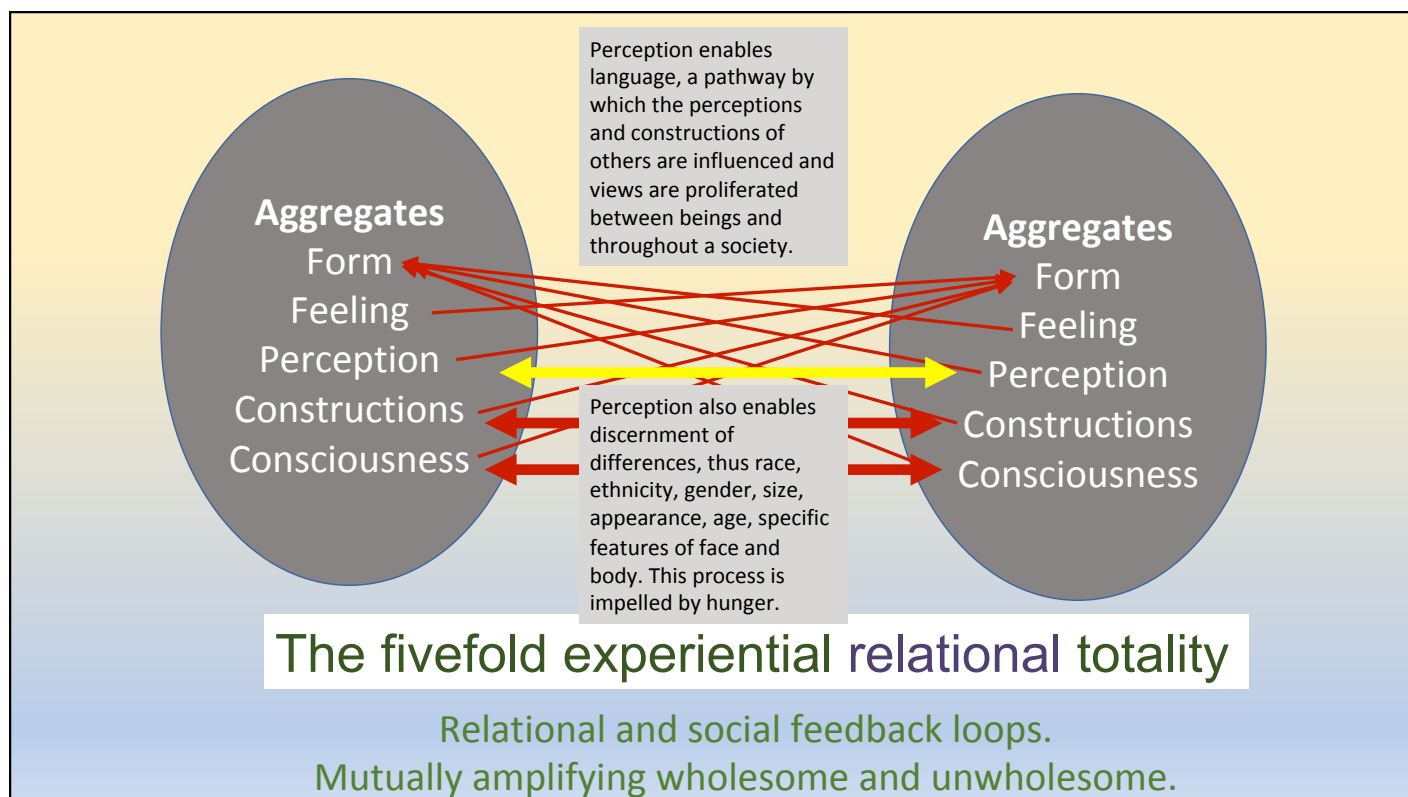 Perception enables
language, a pathway by
which the perceptions
and constructions of
others are influenced and
views are proliferated
between beings and
throughout a society.
Aggregates
Form
Feeling
Perception
Constructions
Consciousness
Aggregates
Form
Feeling
Perception
Constructions
Consciousness
Perception also enables
discernment of
differences, thus race,
ethnicity, gender, size,
appearance, age, specific
features of face and
body. This process is
impelled by hunger.
The fivefold experiential relational totality
Relational and social feedback loops.
Mutually amplifying wholesome and unwholesome.